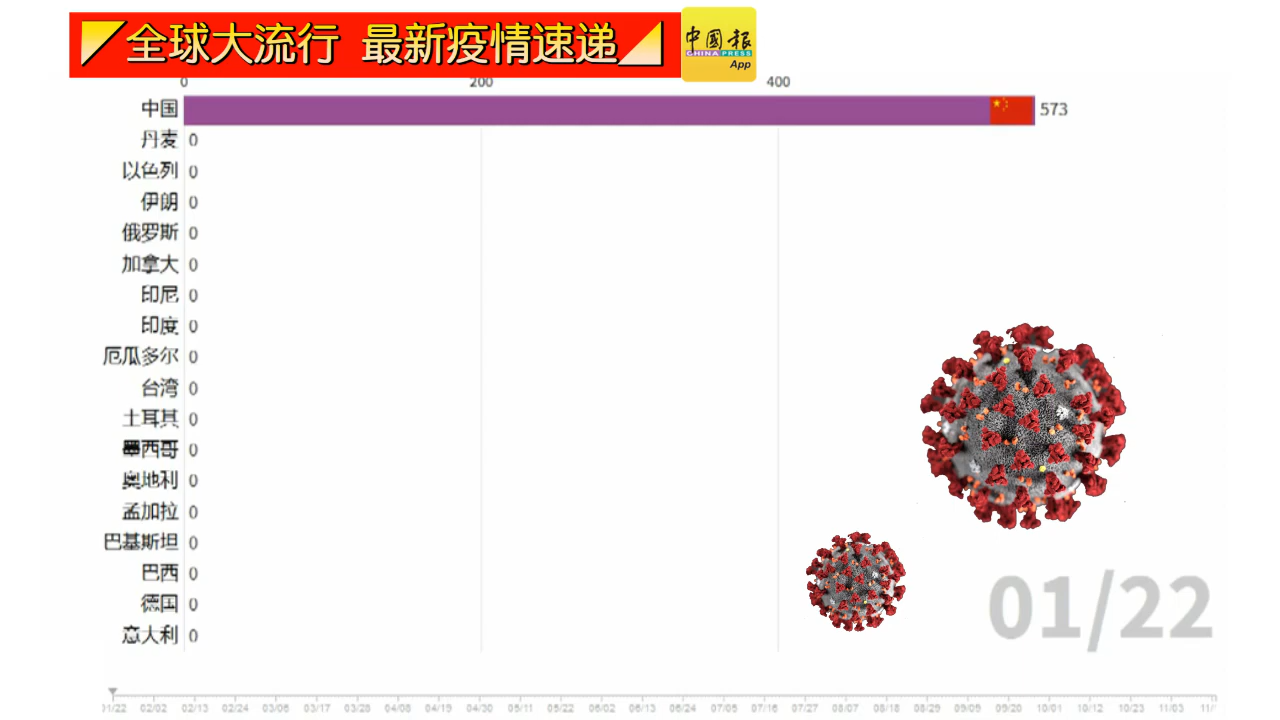 全球大流行 最新疫情速递
中國報
CHINA PRESS
App
0 200 400
中国 573
丹麦 0
以色列 0
伊朗 0
俄罗斯 0
加拿大 0
印尼 0
印度 0
厄瓜多尔 0
台湾 0
土耳其 0
墨西哥 0
奥地利 0
孟加拉 0
巴基斯坦 0
巴西 0
德国 0
意大利 0
01/22
01/22 02/02 02/13 02/24 03/06 03/17 03/28 04/08 04/19 04/30 05/11 05/22 06/02 06/13 06/24 07/05 07/16 07/27 08/07 08/18 08/29 09/09 09/20 10/01 10/12 10/23 11/03